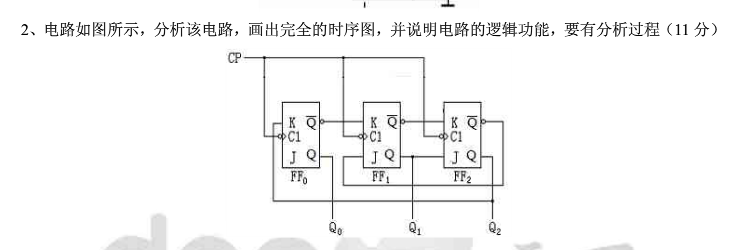 2、电路如图所示，分析该电路，画出完全的时序图，并说明电路的逻辑功能，要有分析过程（11 分）
CP
K Q̅ K Q̅ K Q̅
C1 C1 C1
J Q J Q J Q
FF₀ FF₁ FF₂
Q₀ Q₁ Q₂